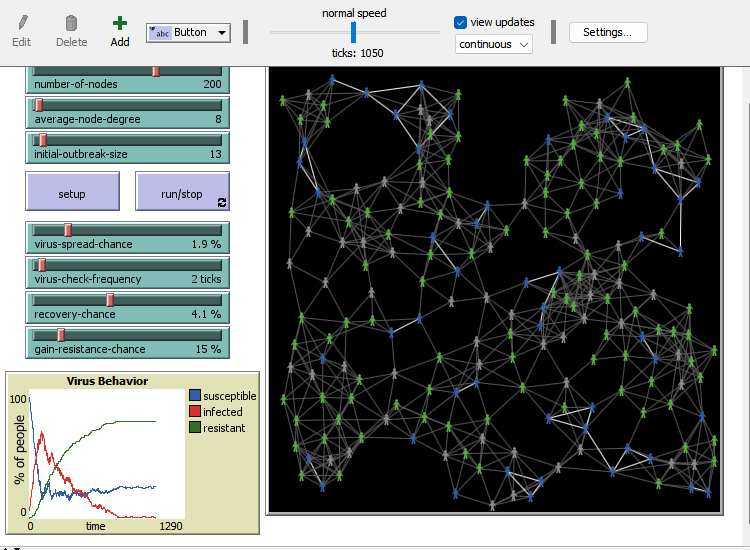 normal speed
view updates
Edit
Delete
Add
abc Button
continuous
Settings...
ticks: 1050
number-of-nodes 200
average-node-degree 8
initial-outbreak-size 13
setup
run/stop
virus-spread-chance 1.9 %
virus-check-frequency 2 ticks
recovery-chance 4.1 %
gain-resistance-chance 15 %
Virus Behavior
100
susceptible
infected
resistant
% of people
0
0 time 1290